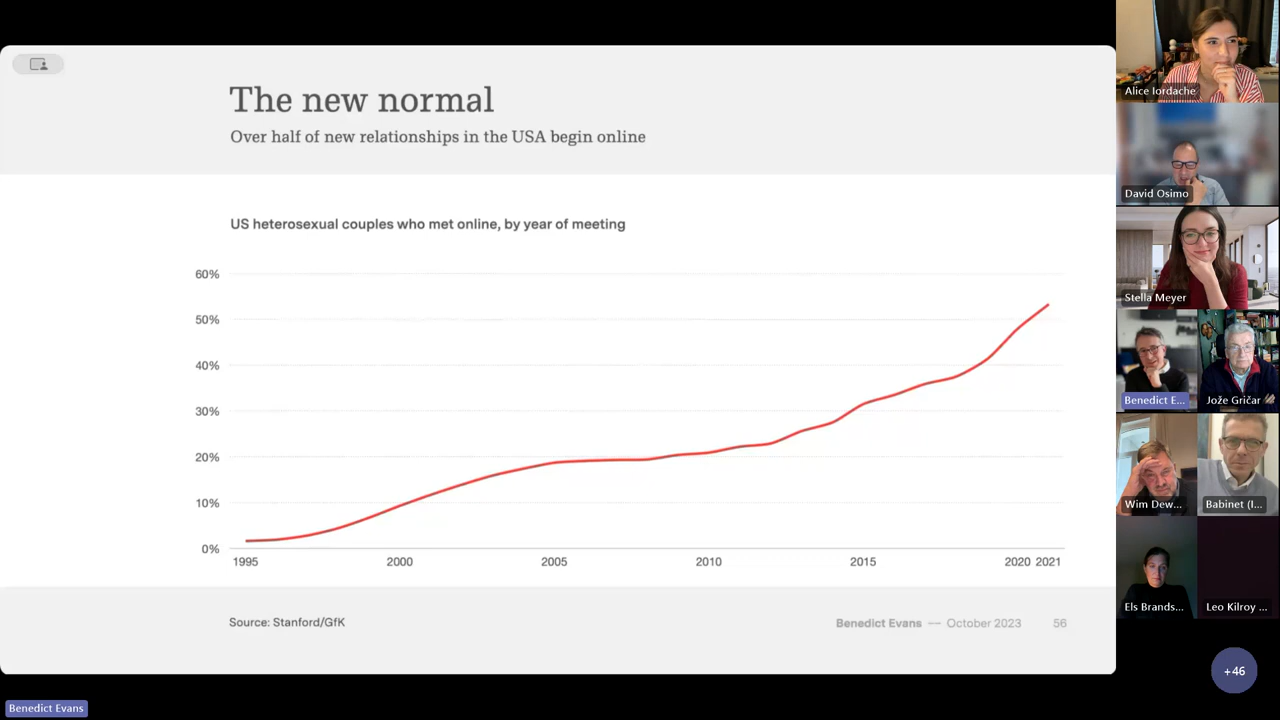 The new normal
Over half of new relationships in the USA begin online
US heterosexual couples who met online, by year of meeting
60%
50%
40%
30%
20%
10%
0%
1995 2000 2005 2010 2015 2020 2021
Source: Stanford/GfK
Benedict Evans — October 2023 56
Alice Iordache
David Osimo
Stella Meyer
Benedict E... Jože Gričar
Wim Dew... Babinet (I...
Els Brands... Leo Kilroy ...
+46
Benedict Evans